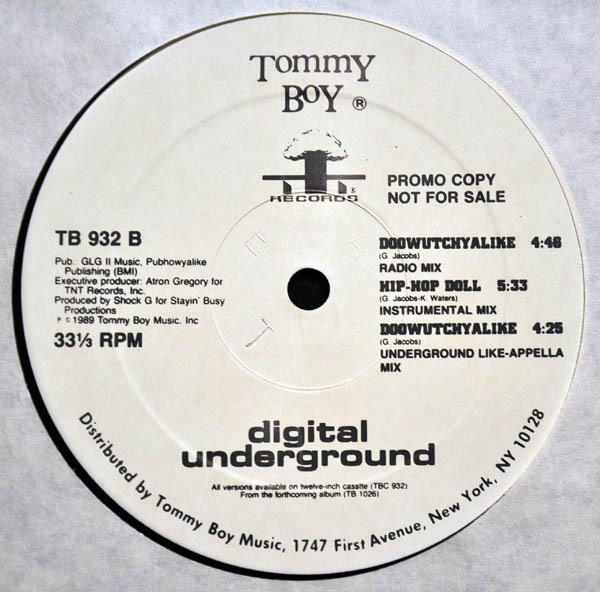 Tommy
Boy ®
TNT®
RECORDS
PROMO COPY
NOT FOR SALE
TB 932 B
Pub.: GLG II Music, Pubhowyalike
Publishing (BMI)
Executive producer: Atron Gregory for
TNT Records, Inc.
Produced by Shock G for Stayin' Busy
Productions
℗ © 1989 Tommy Boy Music, Inc
33⅓ RPM
DOOWUTCHYALIKE 4:46
(G. Jacobs)
RADIO MIX
HIP-HOP DOLL 5:33
(G. Jacobs-K. Waters)
INSTRUMENTAL MIX
DOOWUTCHYALIKE 4:25
(G. Jacobs)
UNDERGROUND LIKE-APPELLA
MIX
digital
underground
All versions available on twelve-inch cassette (TBC 932)
From the forthcoming album (TB 1026)
Distributed by Tommy Boy Music, 1747 First Avenue, New York, NY 10128